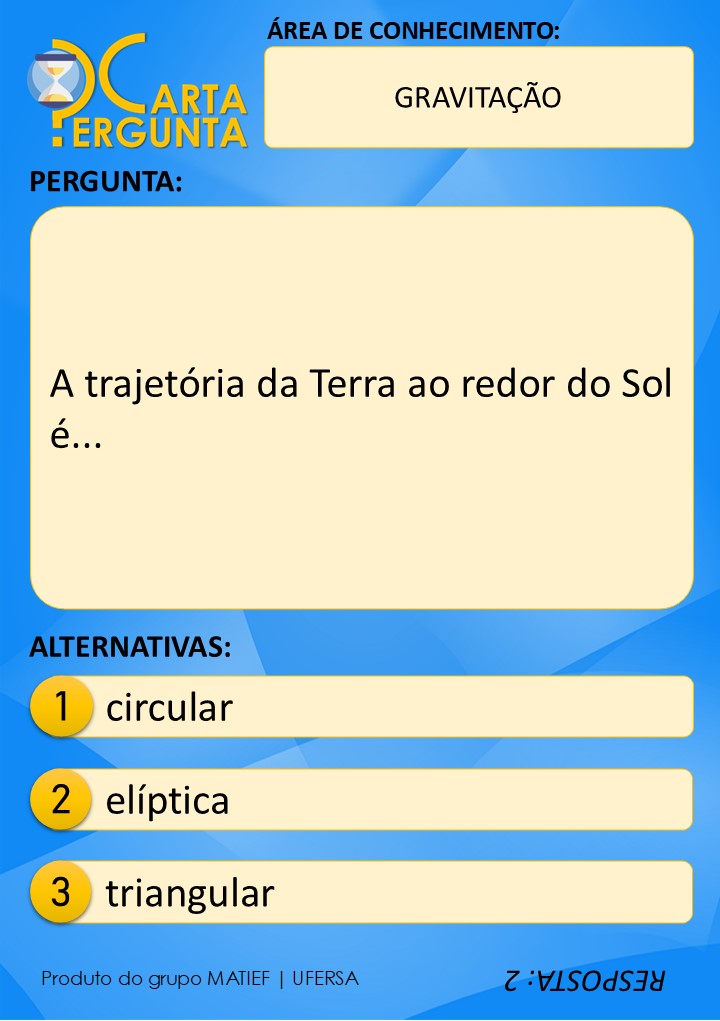 ÁREA DE CONHECIMENTO:
CARTA
PERGUNTA
GRAVITAÇÃO
PERGUNTA:
A trajetória da Terra ao redor do Sol
é...
ALTERNATIVAS:
1 circular
2 elíptica
3 triangular
Produto do grupo MATIEF | UFERSA
RESPOSTA: 2